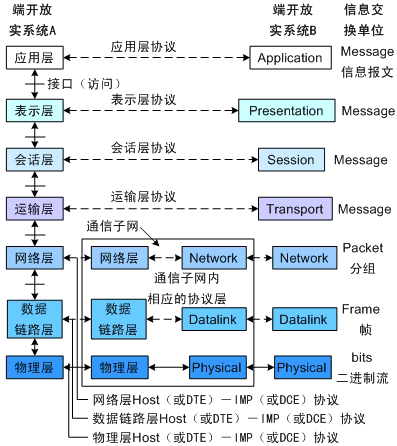 端开放 端开放 信息交
实系统A 实系统B 换单位
应用层 应用层协议 Application Message
信息报文
接口（访问）
表示层 表示层协议 Presentation Message
会话层 会话层协议 Session Message
运输层 运输层协议 Transport Message
通信子网
网络层 网络层 Network Network Packet
分组
通信子网内
相应的协议层
数据
链路层
数据
链路层
Datalink Datalink Frame
帧
物理层 物理层 Physical Physical bits
二进制流
网络层Host（或DTE）－IMP（或DCE）协议
数据链路层Host（或DTE）－IMP（或DCE）协议
物理层Host（或DTE）－IMP（或DCE）协议